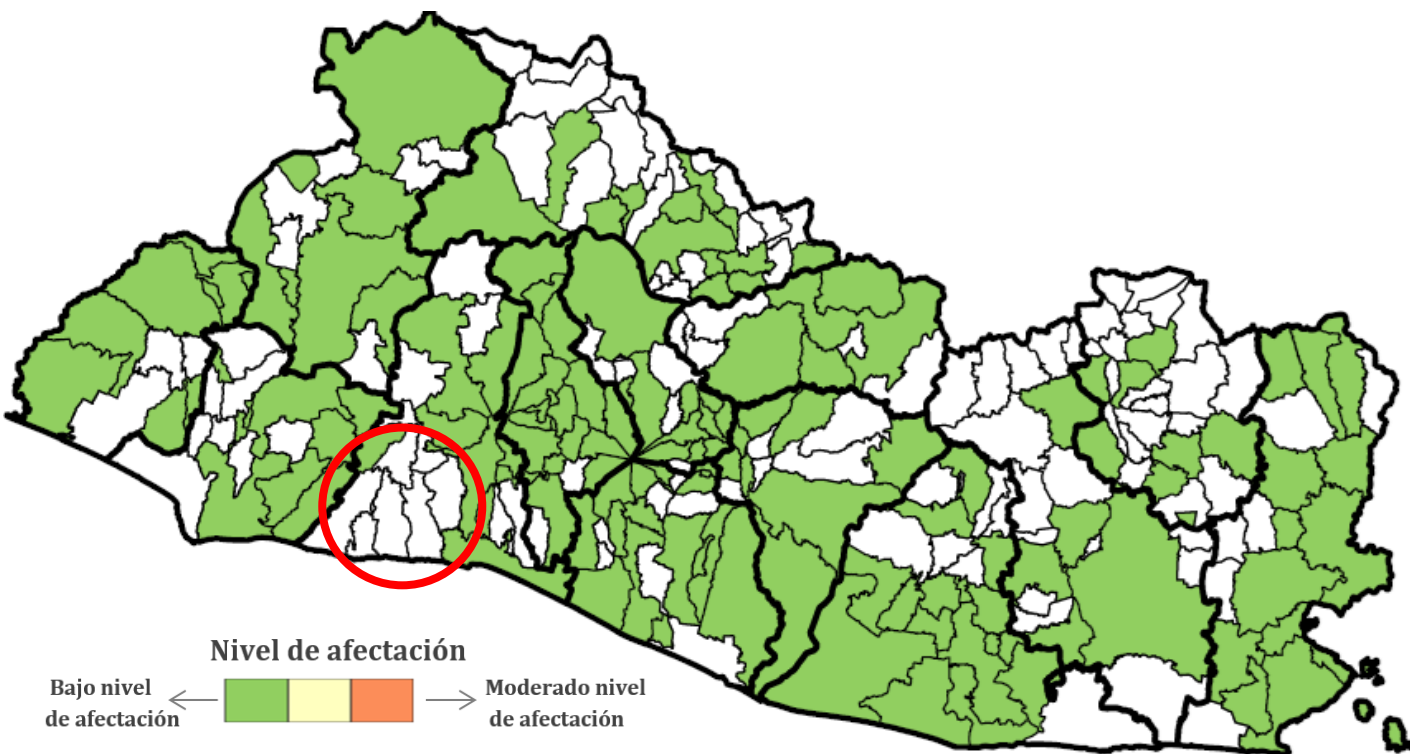 Nivel de afectación
Bajo nivel
de afectación
Moderado nivel
de afectación